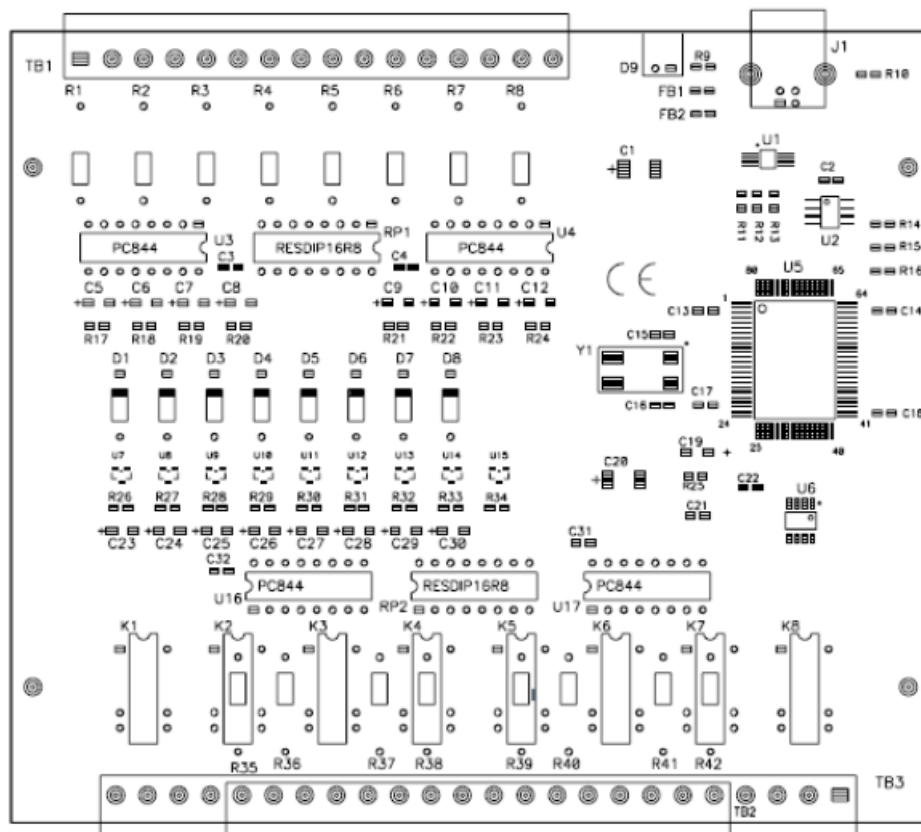 J1
D9 R9
TB1 R10
R1 R2 R3 R4 R5 R6 R7 R8 FB1
FB2
U1
C1 C2
R11 R12 R13 U2 R14
U3 RP1 U4
PC844 RESDIP16R8 PC844 R15
C3 C4 CE U5 R16
80 65
C5 C6 C7 C8 C9 C10 C11 C12 1 64
C13 C14
R17 R18 R19 R20 R21 R22 R23 R24 C15
D1 D2 D3 D4 D5 D6 D7 D8 Y1
C16 C17 24 41 C18
25 40
U7 U8 U9 U10 U11 U12 U13 U14 U15 C19
C20 R25 C22
R26 R27 R28 R29 R30 R31 R32 R33 R34 U6
C21
C23 C24 C25 C26 C27 C28 C29 C30 C31
C32
PC844 RESDIP16R8 PC844
U16 RP2 U17
K1 K2 K3 K4 K5 K6 K7 K8
R35 R36 R37 R38 R39 R40 R41 R42
TB3
TB2